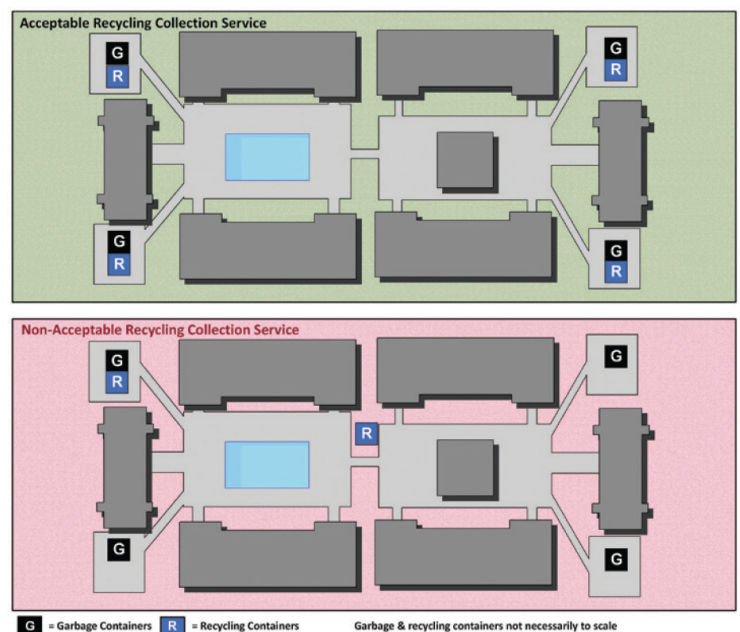 Acceptable Recycling Collection Service
G
G
R
R
G
G
R
R
Non-Acceptable Recycling Collection Service
G
G
R
R
G
G
G = Garbage Containers R = Recycling Containers Garbage & recycling containers not necessarily to scale